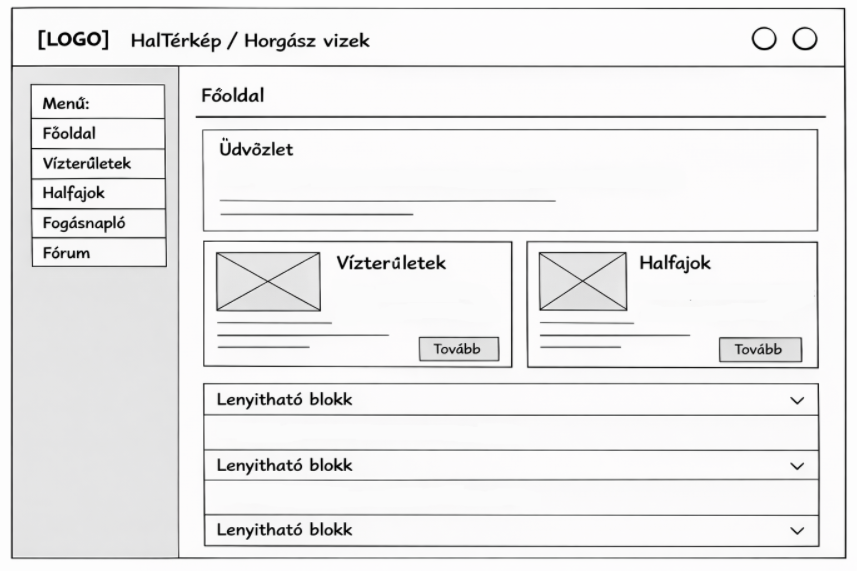 [LOGO] HalTérkép / Horgász vizek
Menű:
Főoldal
Vízterűletek
Halfajok
Fogásnapló
Fórum
Főoldal
Üdvõzlet
Vízterűletek
Tovább
Halfajok
Tovább
Lenyitható blokk
Lenyitható blokk
Lenyitható blokk